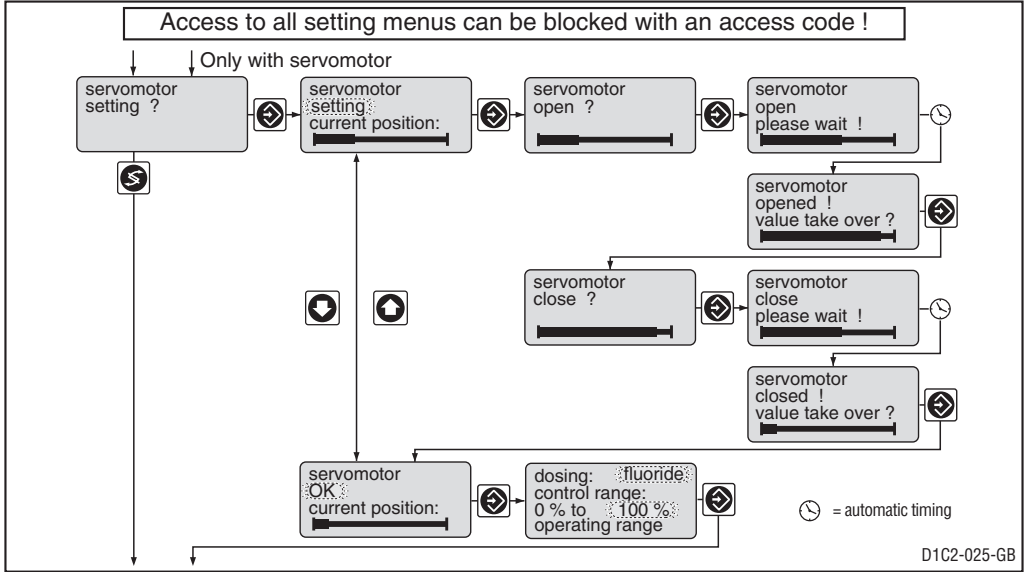 Access to all setting menus can be blocked with an access code !
Only with servomotor
servomotor
setting ?
servomotor
setting
current position:
servomotor
open ?
servomotor
open
please wait !
servomotor
opened !
value take over ?
servomotor
close ?
servomotor
close
please wait !
servomotor
closed !
value take over ?
servomotor
OK
current position:
dosing: fluoride
control range:
0 % to 100 %
operating range
= automatic timing
D1C2-025-GB